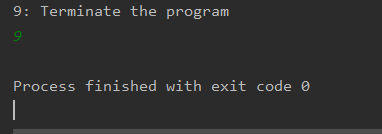 9: Terminate the program
9
Process finished with exit code 0